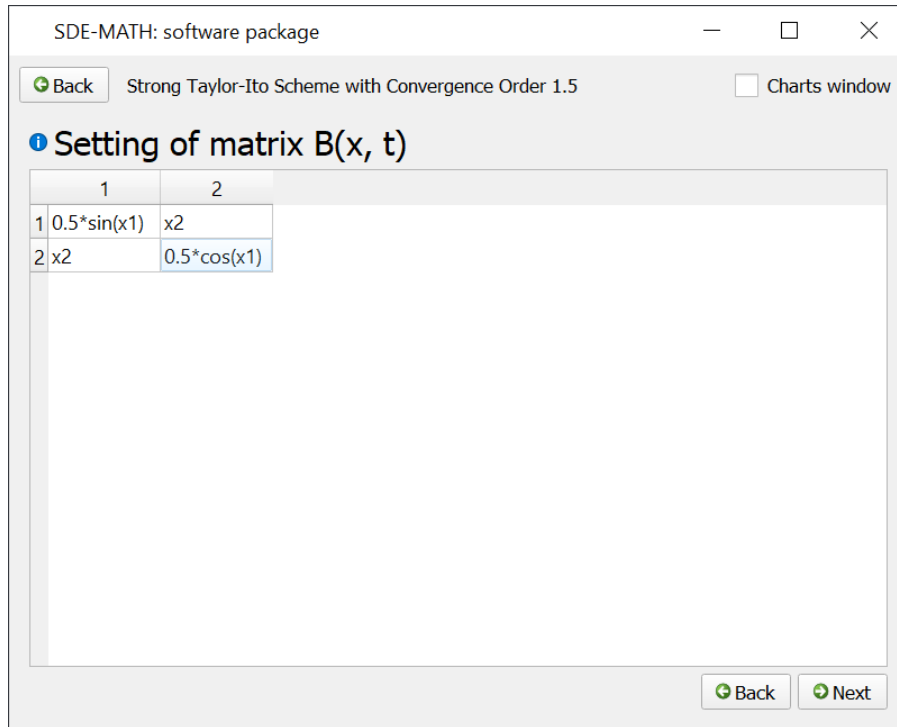 SDE-MATH: software package
Back Strong Taylor-Ito Scheme with Convergence Order 1.5 Charts window
Setting of matrix B(x, t)
1 2
1 0.5*sin(x1) x2
2 x2 0.5*cos(x1)
Back Next